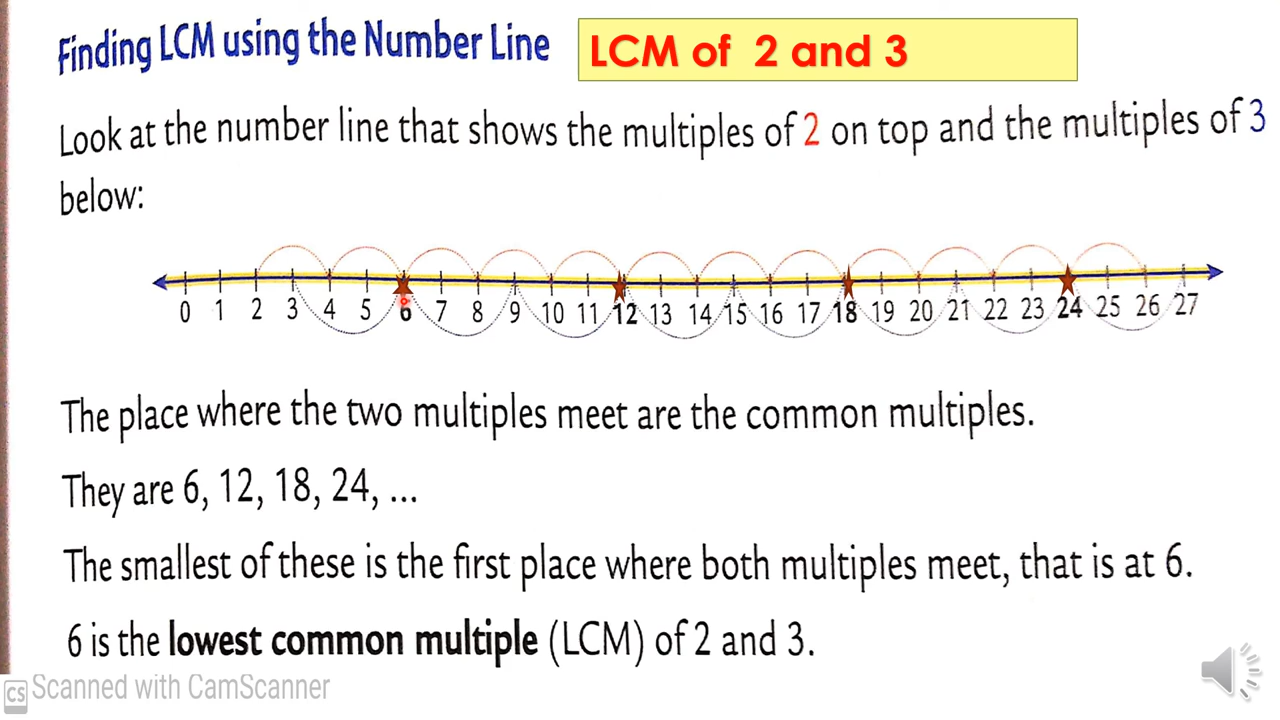 Finding LCM using the Number Line
LCM of 2 and 3
Look at the number line that shows the multiples of 2 on top and the multiples of 3
below:
0 1 2 3 4 5 6 7 8 9 10 11 12 13 14 15 16 17 18 19 20 21 22 23 24 25 26 27
The place where the two multiples meet are the common multiples.
They are 6, 12, 18, 24, ...
The smallest of these is the first place where both multiples meet, that is at 6.
6 is the lowest common multiple (LCM) of 2 and 3.
CS Scanned with CamScanner